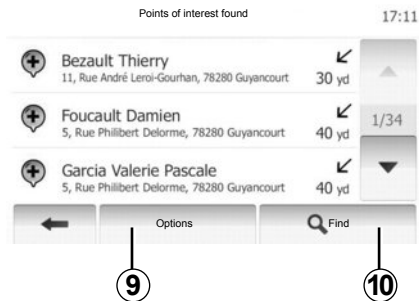 Points of interest found
17:11
Bezault Thierry
11, Rue André Leroi-Gourhan, 78280 Guyancourt
30 yd
Foucault Damien
5, Rue Philibert Delorme, 78280 Guyancourt
40 yd
1/34
Garcia Valerie Pascale
5, Rue Philibert Delorme, 78280 Guyancourt
40 yd
Options
Find
9
10